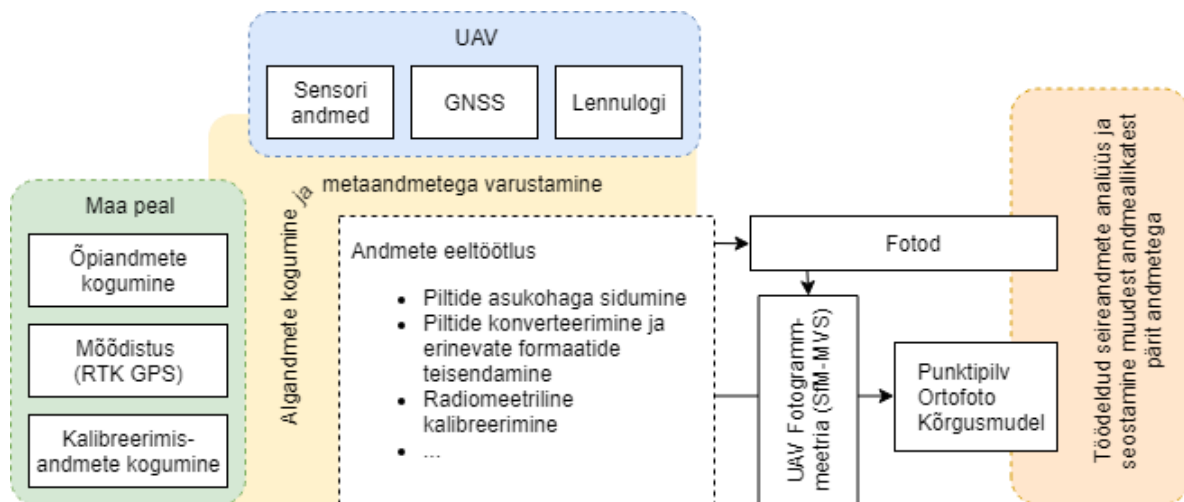 UAV
Sensori
andmed
GNSS
Lennulogi
Maa peal
Õpiandmete
kogumine
Mõõdistus
(RTK GPS)
Kalibreerimis-
andmete kogumine
Algandmete kogumine ja metaandmetega varustamine
Andmete eeltöötlus
• Piltide asukohaga sidumine
• Piltide konverteerimine ja
erinevate formaatide
teisendamine
• Radiomeetriline
kalibreerimine
• ...
Fotod
UAV Fotogramm-
meetria (SfM-MVS)
Punktipilv
Ortofoto
Kõrgusmudel
Töödeldud seireandmete analüüs ja
seostamine muudest andmeallikatest
pärit andmetega